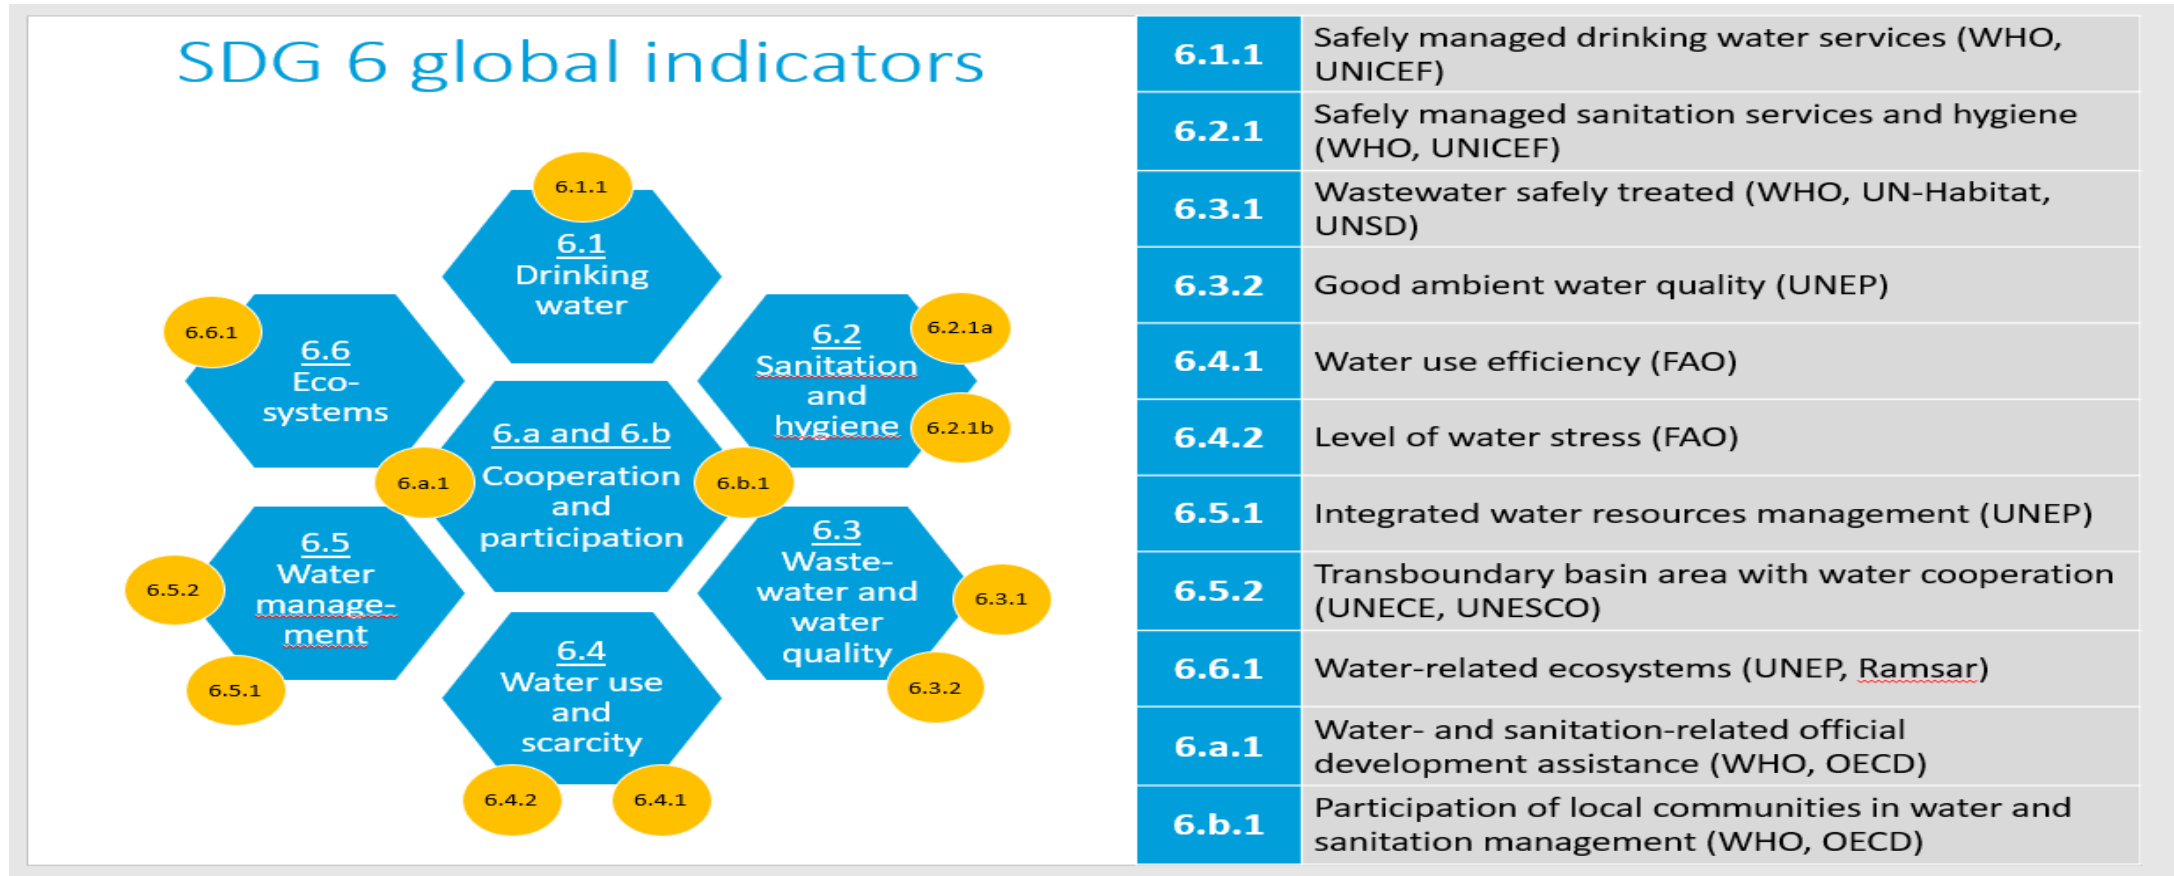 SDG 6 global indicators
6.1.1
6.1
Drinking
water
6.6.1
6.6
Eco-
systems
6.2.1a
6.2
Sanitation
and
hygiene
6.2.1b
6.a and 6.b
Cooperation
and
participation
6.a.1
6.b.1
6.5
Water
manage-
ment
6.5.2
6.5.1
6.3
Waste-
water and
water
quality
6.3.1
6.3.2
6.4
Water use
and
scarcity
6.4.2
6.4.1
6.1.1
Safely managed drinking water services (WHO,
UNICEF)
6.2.1
Safely managed sanitation services and hygiene
(WHO, UNICEF)
6.3.1
Wastewater safely treated (WHO, UN-Habitat,
UNSD)
6.3.2
Good ambient water quality (UNEP)
6.4.1
Water use efficiency (FAO)
6.4.2
Level of water stress (FAO)
6.5.1
Integrated water resources management (UNEP)
6.5.2
Transboundary basin area with water cooperation
(UNECE, UNESCO)
6.6.1
Water-related ecosystems (UNEP, Ramsar)
6.a.1
Water- and sanitation-related official
development assistance (WHO, OECD)
6.b.1
Participation of local communities in water and
sanitation management (WHO, OECD)